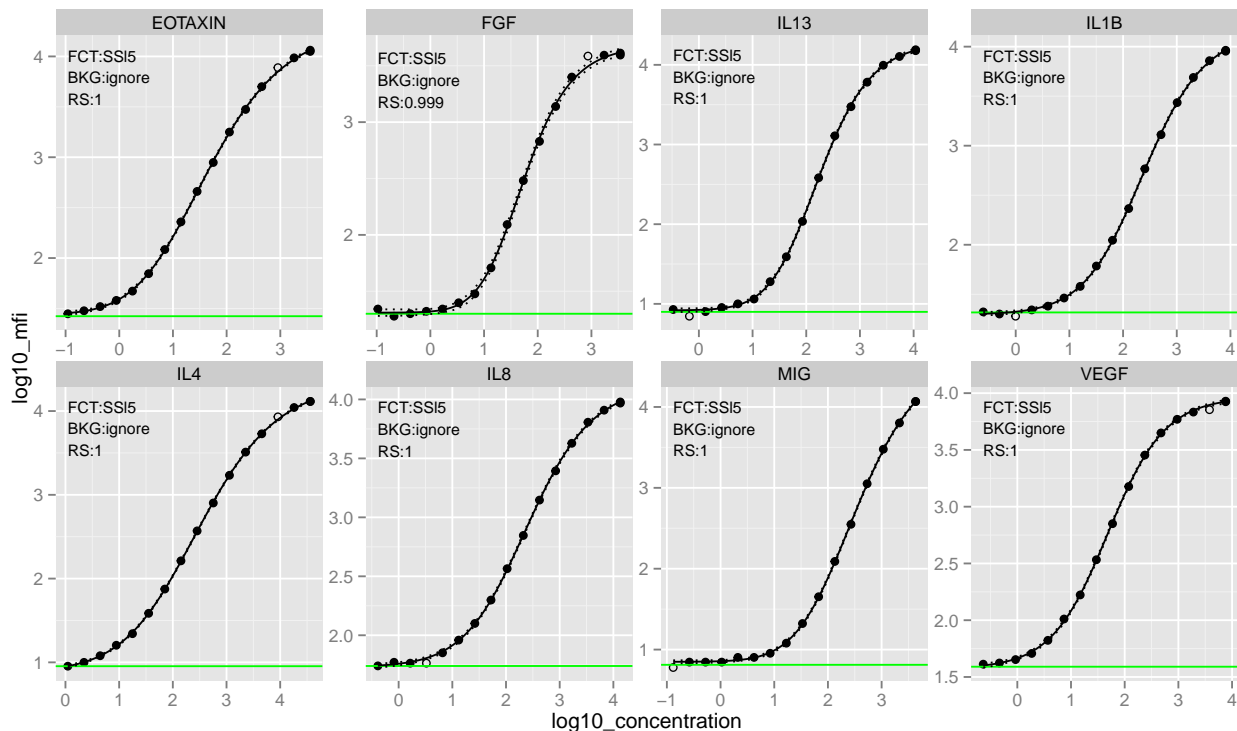 EOTAXIN
FCT:SSl5
BKG:ignore
RS:1
4
3
2
−1
0
1
2
3
FGF
FCT:SSl5
BKG:ignore
RS:0.999
3
2
−1
0
1
2
3
IL13
FCT:SSl5
BKG:ignore
RS:1
4
3
2
1
0
1
2
3
4
IL1B
FCT:SSl5
BKG:ignore
RS:1
4
3
2
0
1
2
3
4
IL4
FCT:SSl5
BKG:ignore
RS:1
4
3
2
1
0
1
2
3
4
IL8
FCT:SSl5
BKG:ignore
RS:1
4.0
3.5
3.0
2.5
2.0
0
1
2
3
4
MIG
FCT:SSl5
BKG:ignore
RS:1
4
3
2
1
−1
0
1
2
3
VEGF
FCT:SSl5
BKG:ignore
RS:1
4.0
3.5
3.0
2.5
2.0
1.5
0
1
2
3
4
log10_mfi
log10_concentration